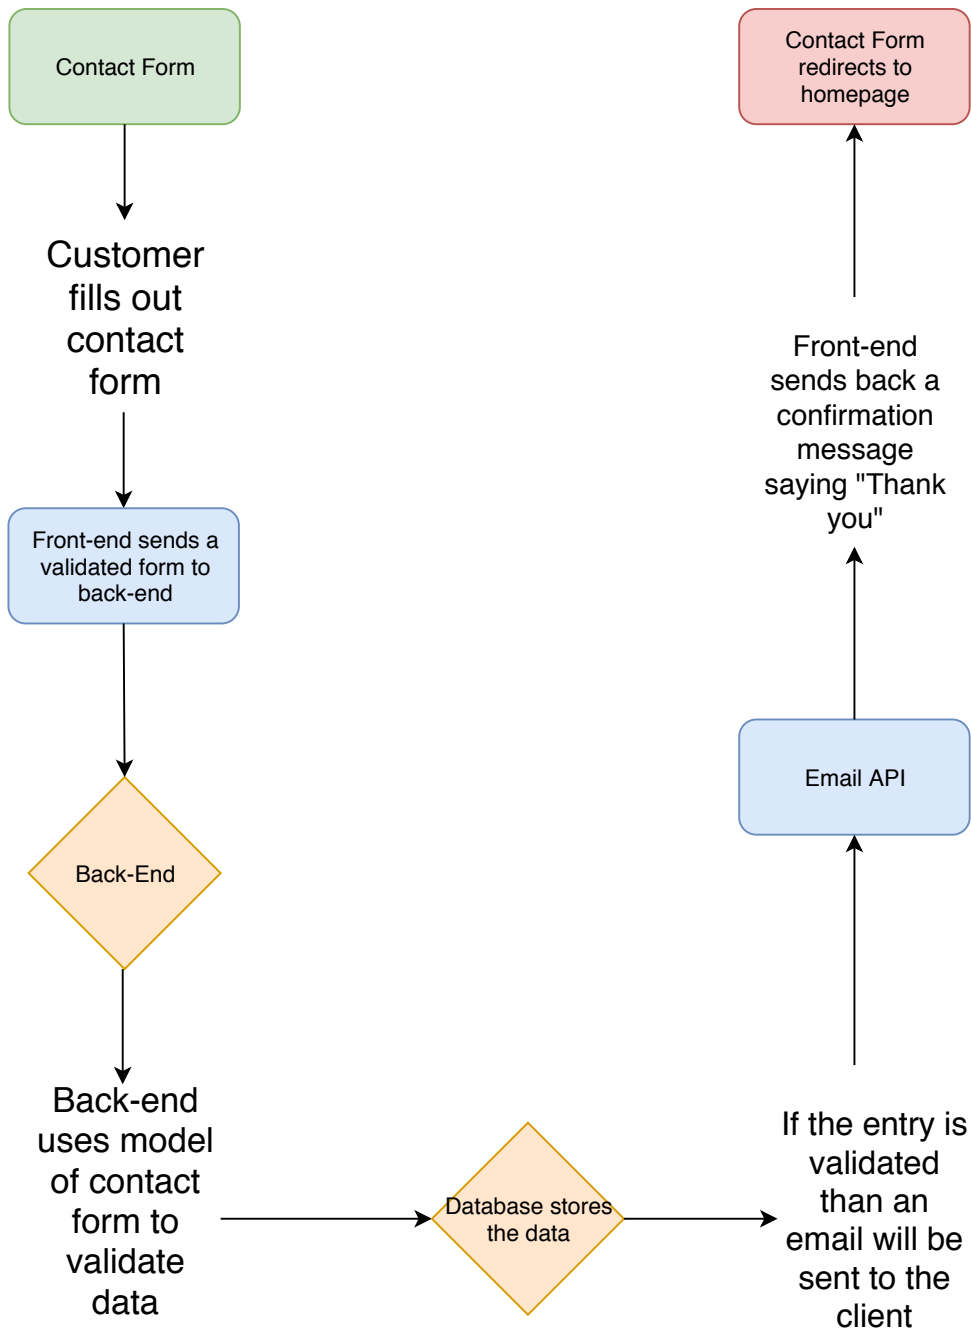 Contact Form
Customer
fills out
contact
form
Front-end sends a
validated form to
back-end
Back-End
Back-end
uses model
of contact
form to
validate
data
Database stores
the data
If the entry is
validated
than an
email will be
sent to the
client
Email API
Front-end
sends back a
confirmation
message
saying "Thank
you"
Contact Form
redirects to
homepage